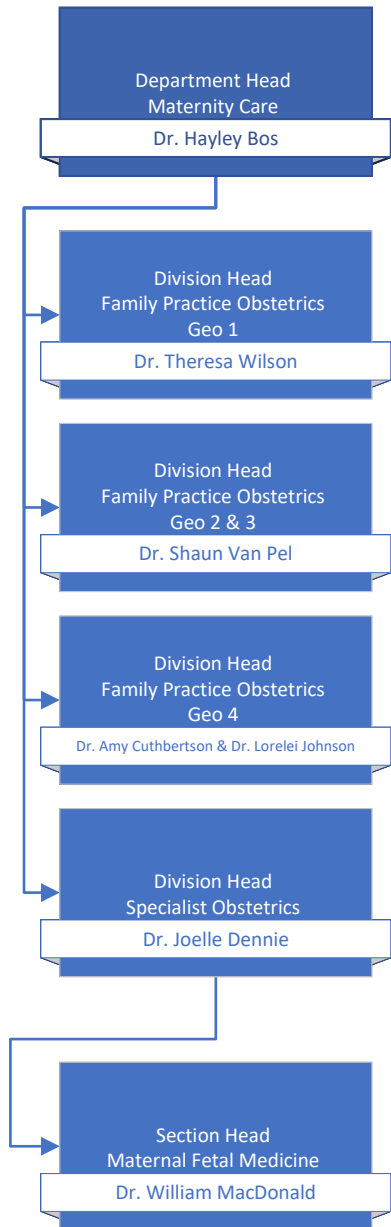 Department Head
Maternity Care
Dr. Hayley Bos
Division Head
Family Practice Obstetrics
Geo 1
Dr. Theresa Wilson
Division Head
Family Practice Obstetrics
Geo 2 & 3
Dr. Shaun Van Pel
Division Head
Family Practice Obstetrics
Geo 4
Dr. Amy Cuthbertson & Dr. Lorelei Johnson
Division Head
Specialist Obstetrics
Dr. Joelle Dennie
Section Head
Maternal Fetal Medicine
Dr. William MacDonald